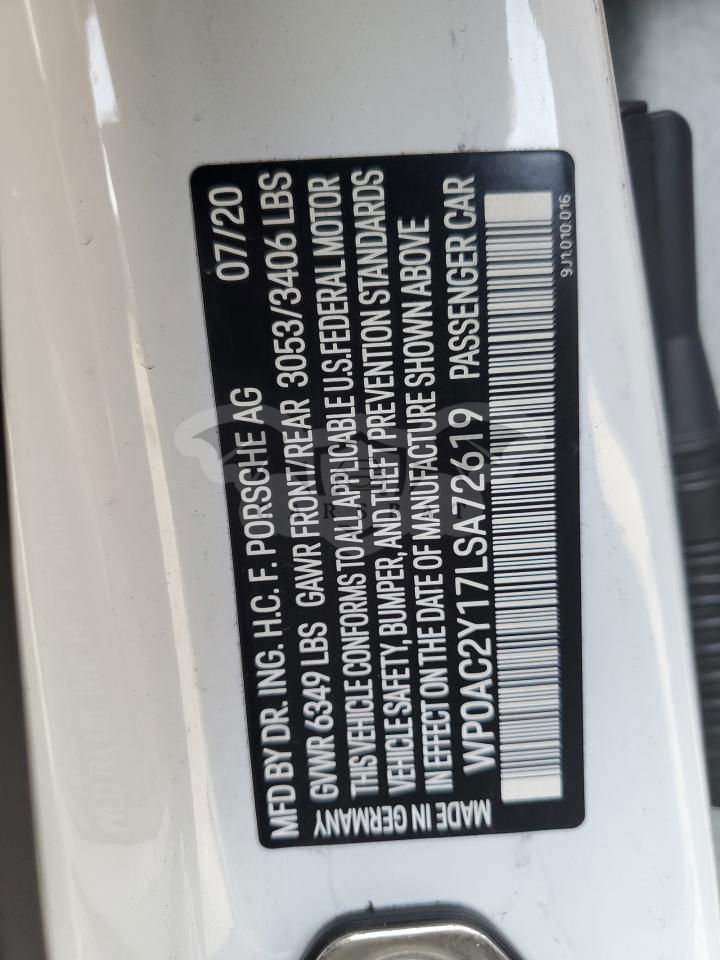 MFD BY DR. ING. H.C. F. PORSCHE AG 07/20
GVWR 6349 LBS GAWR FRONT/REAR 3053/3406 LBS
THIS VEHICLE CONFORMS TO ALL APPLICABLE U.S. FEDERAL MOTOR
VEHICLE SAFETY, BUMPER, AND THEFT PREVENTION STANDARDS
IN EFFECT ON THE DATE OF MANUFACTURE SHOWN ABOVE
MADE IN GERMANY WP0AC2Y17LSA72619 PASSENGER CAR
9J1.010.016